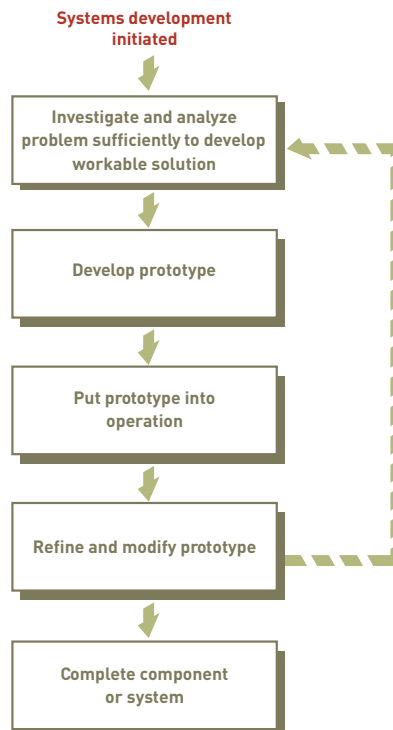 Systems development
initiated
Investigate and analyze
problem sufficiently to develop
workable solution
Develop prototype
Put prototype into
operation
Refine and modify prototype
Complete component
or system